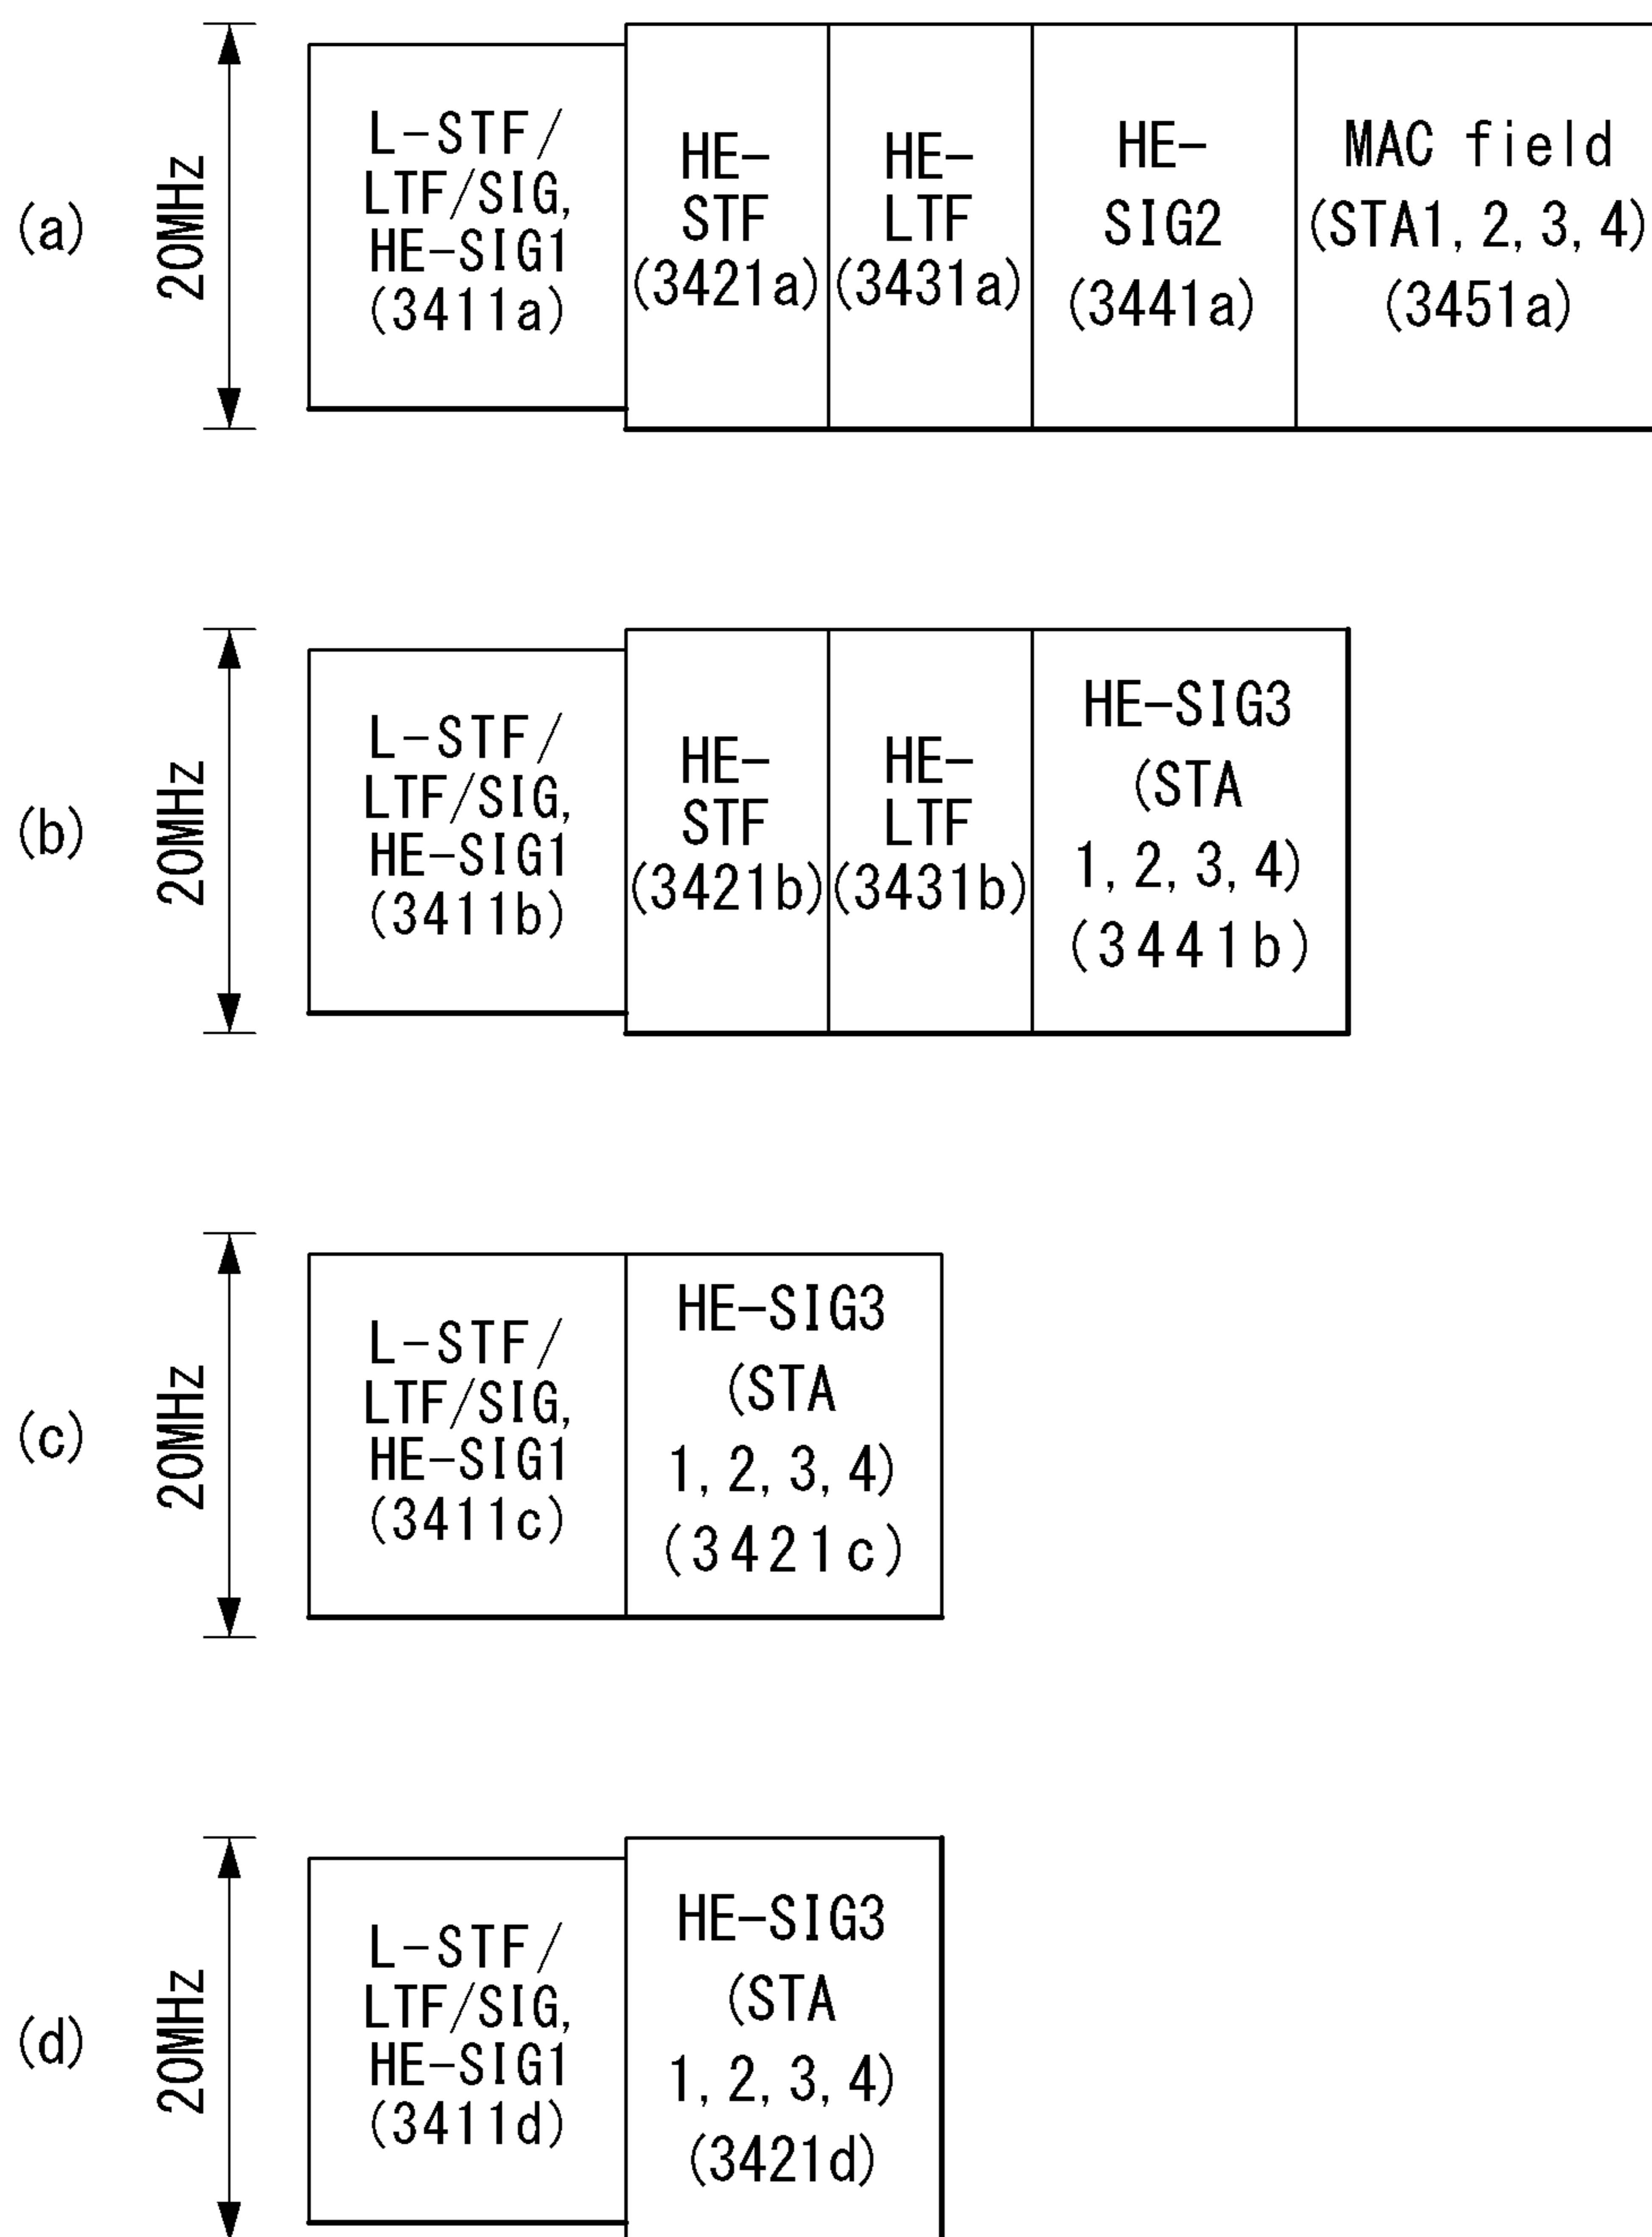 (a)
20MHz
L-STF/
LTF/SIG,
HE-SIG1
(3411a)
HE-
STF
(3421a)
HE-
LTF
(3431a)
HE-
SIG2
(3441a)
MAC field
(STA1, 2, 3, 4)
(3451a)
(b)
20MHz
L-STF/
LTF/SIG,
HE-SIG1
(3411b)
HE-
STF
(3421b)
HE-
LTF
(3431b)
HE-SIG3
(STA
1, 2, 3, 4)
(3441b)
(c)
20MHz
L-STF/
LTF/SIG,
HE-SIG1
(3411c)
HE-SIG3
(STA
1, 2, 3, 4)
(3421c)
(d)
20MHz
L-STF/
LTF/SIG,
HE-SIG1
(3411d)
HE-SIG3
(STA
1, 2, 3, 4)
(3421d)